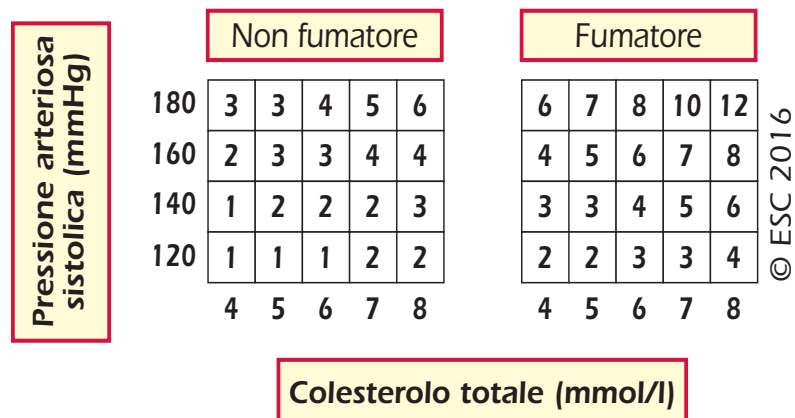 Pressione arteriosa
sistolica (mmHg)
Non fumatore
Fumatore
180 3 3 4 5 6 6 7 8 10 12
160 2 3 3 4 4 4 5 6 7 8
140 1 2 2 2 3 3 3 4 5 6
120 1 1 1 2 2 2 2 3 3 4
4 5 6 7 8 4 5 6 7 8
© ESC 2016
Colesterolo totale (mmol/l)